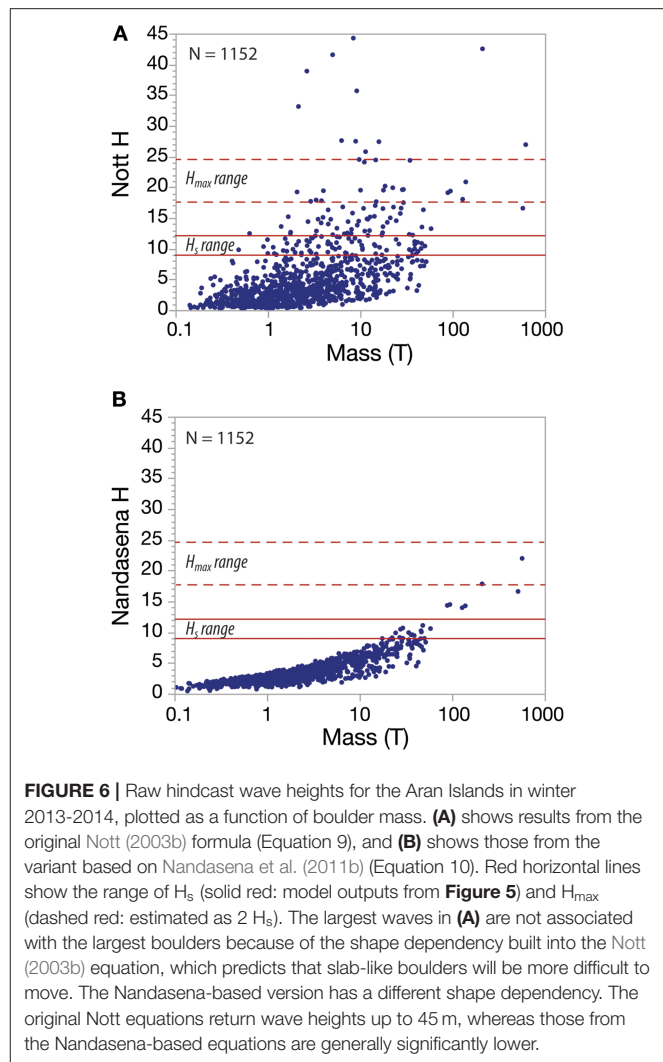 A
N = 1152
45
40
35
30
25
20
15
10
5
0
Nott H
H_max range
H_s range
0.1 1 10 100 1000
Mass (T)
B
N = 1152
45
40
35
30
25
20
15
10
5
0
Nandasena H
H_max range
H_s range
0.1 1 10 100 1000
Mass (T)
FIGURE 6 | Raw hindcast wave heights for the Aran Islands in winter
2013-2014, plotted as a function of boulder mass. (A) shows results from the
original Nott (2003b) formula (Equation 9), and (B) shows those from the
variant based on Nandasena et al. (2011b) (Equation 10). Red horizontal lines
show the range of H_s (solid red: model outputs from Figure 5) and H_max
(dashed red: estimated as 2 H_s). The largest waves in (A) are not associated
with the largest boulders because of the shape dependency built into the Nott
(2003b) equation, which predicts that slab-like boulders will be more difficult to
move. The Nandasena-based version has a different shape dependency. The
original Nott equations return wave heights up to 45 m, whereas those from
the Nandasena-based equations are generally significantly lower.